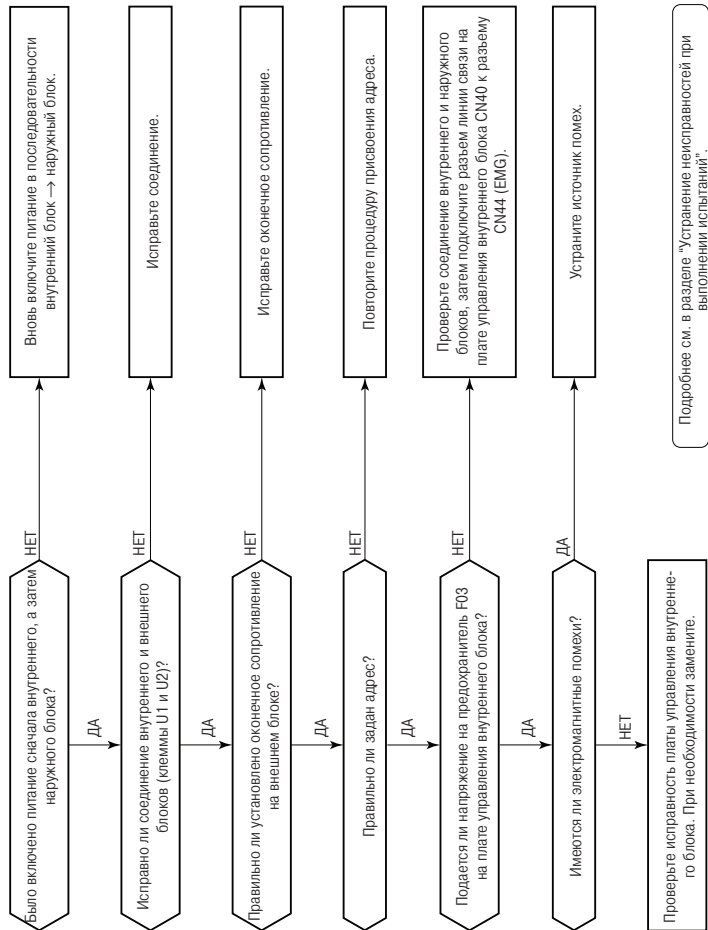 Было включено питание сначала внутреннего, а затем
наружного блока?
НЕТ
Вновь включите питание в последовательности
внутренний блок → наружный блок.
ДА
Исправно ли соединение внутреннего и внешнего
блоков (клеммы U1 и U2)?
НЕТ
Исправьте соединение.
ДА
Правильно ли установлено оконечное сопротивление
на внешнем блоке?
НЕТ
Исправьте оконечное сопротивление.
ДА
Правильно ли задан адрес?
НЕТ
Повторите процедуру присвоения адреса.
ДА
Подается ли напряжение на предохранитель F03
на плате управления внутреннего блока?
НЕТ
Проверьте соединение внутреннего и наружного
блоков, затем подключите разъем линии связи на
плате управления внутреннего блока CN40 к разъему
CN44 (EMG).
ДА
Имеются ли электромагнитные помехи?
ДА
Устраните источник помех.
НЕТ
Проверьте исправность платы управления внутренне-
го блока. При необходимости замените.
Подробнее см. в разделе "Устранение неисправностей при
выполнении испытаний".